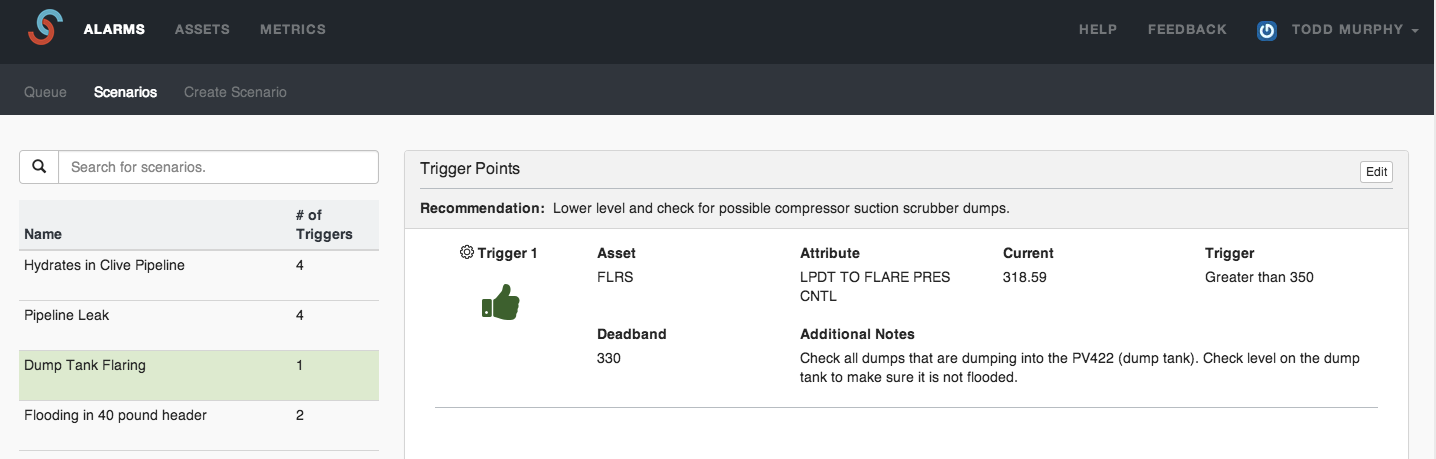 ALARMS ASSETS METRICS HELP FEEDBACK TODD MURPHY
Queue Scenarios Create Scenario
Search for scenarios.
Name # of Triggers
Hydrates in Clive Pipeline 4
Pipeline Leak 4
Dump Tank Flaring 1
Flooding in 40 pound header 2
Trigger Points Edit
Recommendation: Lower level and check for possible compressor suction scrubber dumps.
Trigger 1 Asset Attribute Current Trigger
FLRS LPDT TO FLARE PRES 318.59 Greater than 350
CNTL
Deadband Additional Notes
330 Check all dumps that are dumping into the PV422 (dump tank). Check level on the dump
tank to make sure it is not flooded.